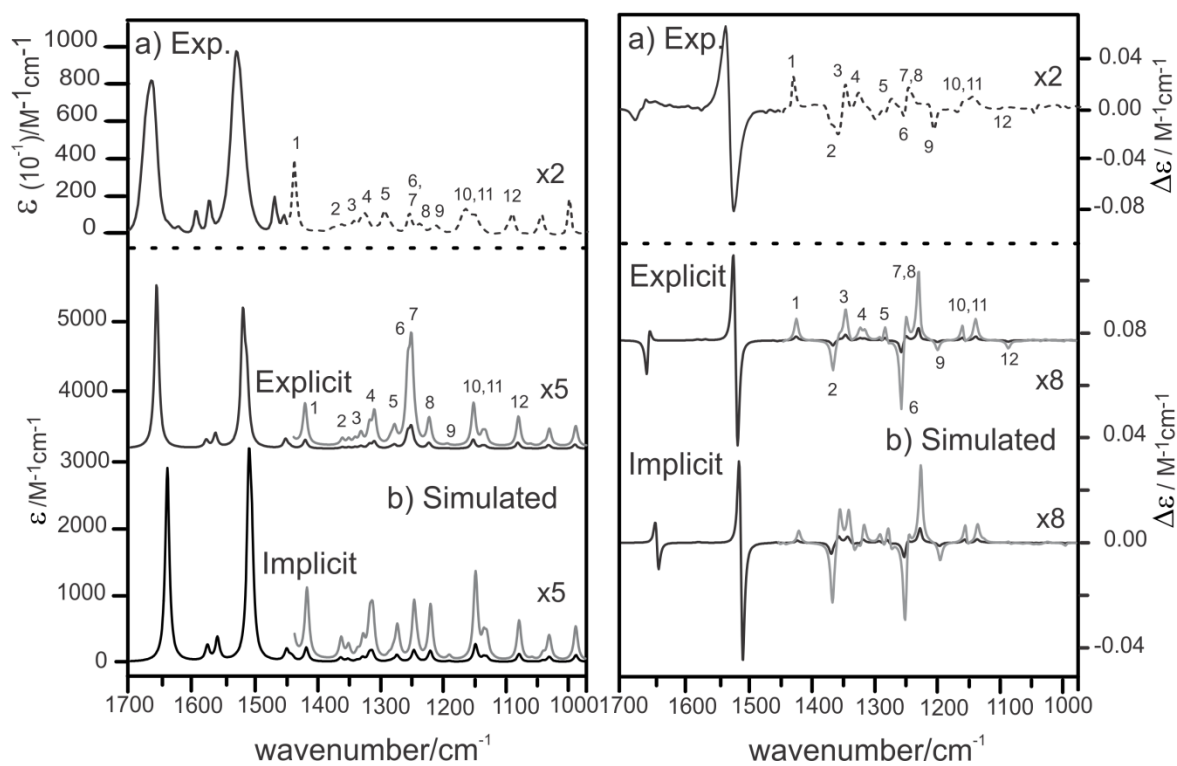 a) Exp.
1000
800
600
400
200
0
ε (10⁻¹)/M⁻¹cm⁻¹
1
2
3
4
5
6,
7
8
9
10,11
12
x2
5000
4000
3000
2000
1000
0
ε/M⁻¹cm⁻¹
Explicit
1
2
3
4
5
6
7
8
9
10,11
12
x5
b) Simulated
Implicit
x5
1700 1600 1500 1400 1300 1200 1100 1000
wavenumber/cm⁻¹
a) Exp.
1
2
3
4
5
6
7,8
9
10,11
12
x2
0.04
0.00
-0.04
-0.08
Δε / M⁻¹cm⁻¹
Explicit
1
2
3
4
5
6
7,8
9
10,11
12
x8
b) Simulated
Implicit
x8
0.08
0.04
0.00
-0.04
Δε / M⁻¹cm⁻¹
1700 1600 1500 1400 1300 1200 1100 1000
wavenumber/cm⁻¹